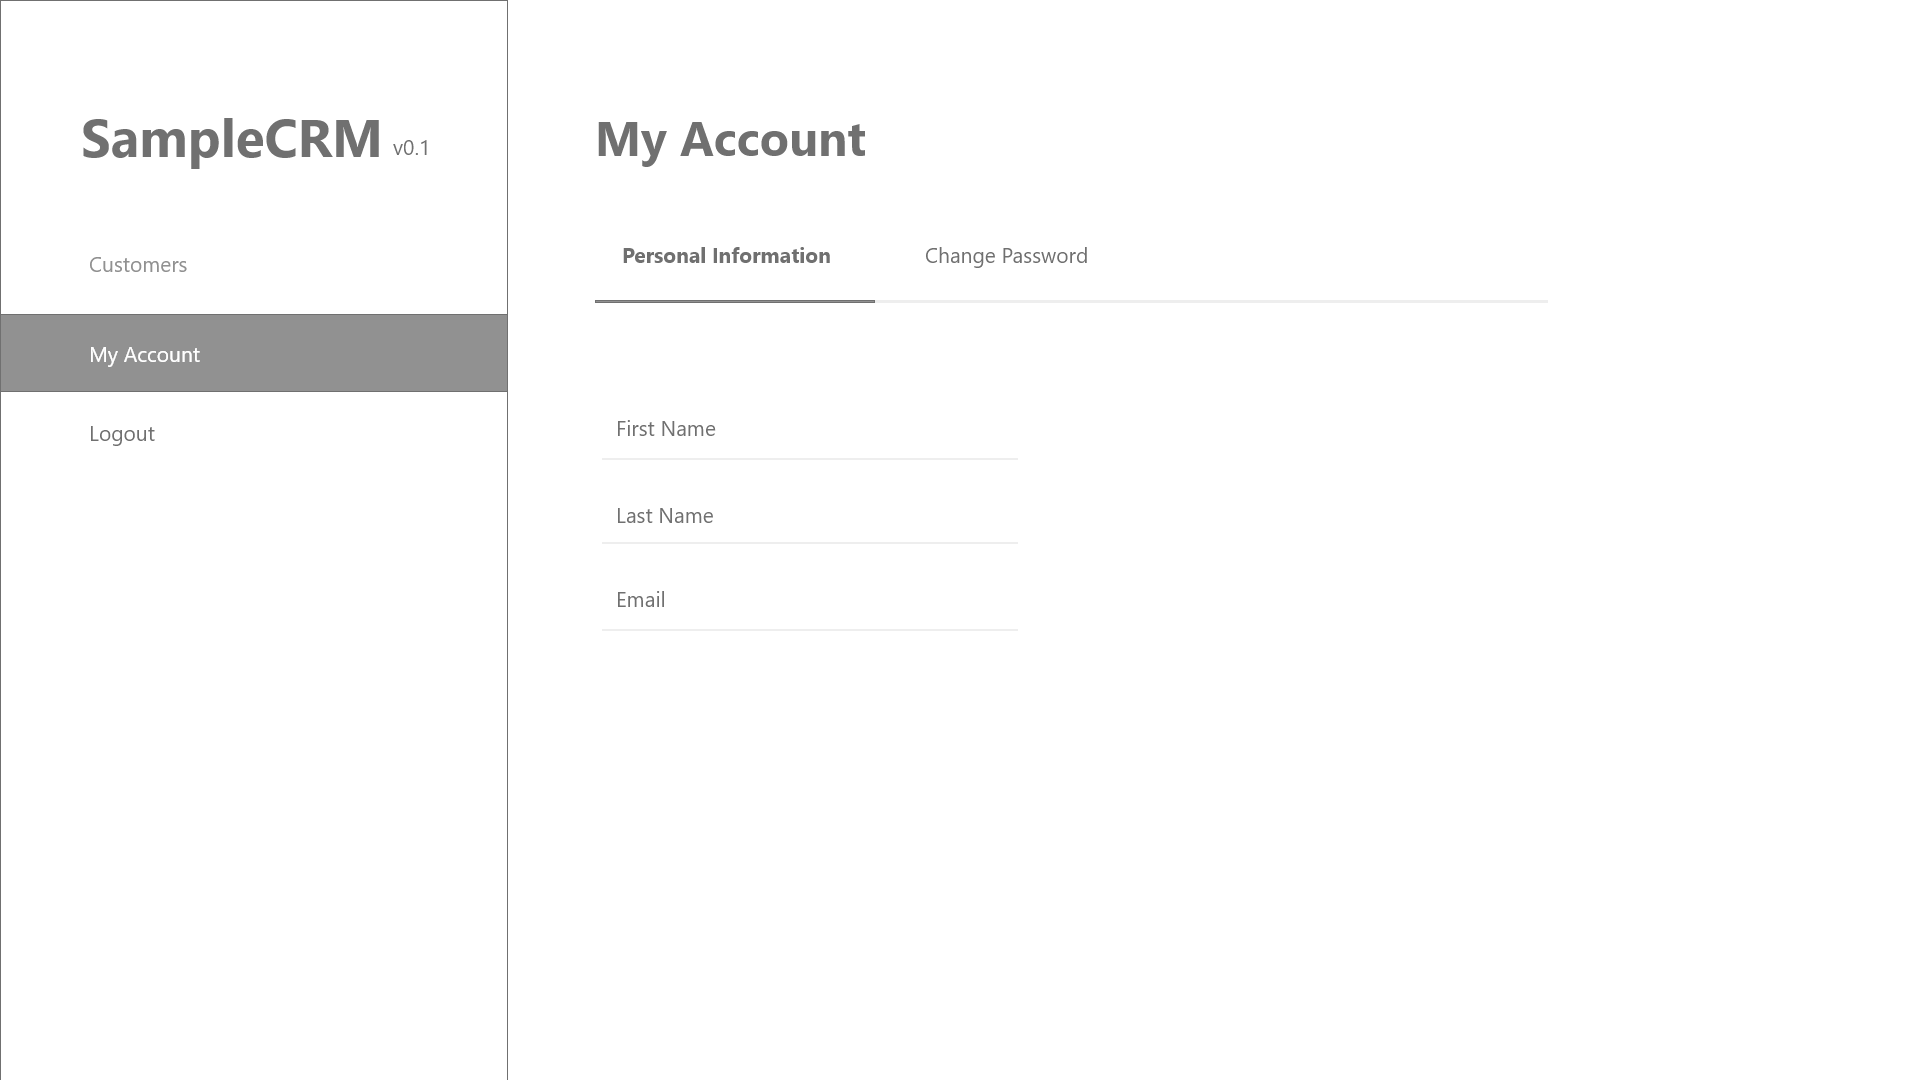 SampleCRM v0.1
Customers
My Account
Logout
My Account
Personal Information
Change Password
First Name
Last Name
Email